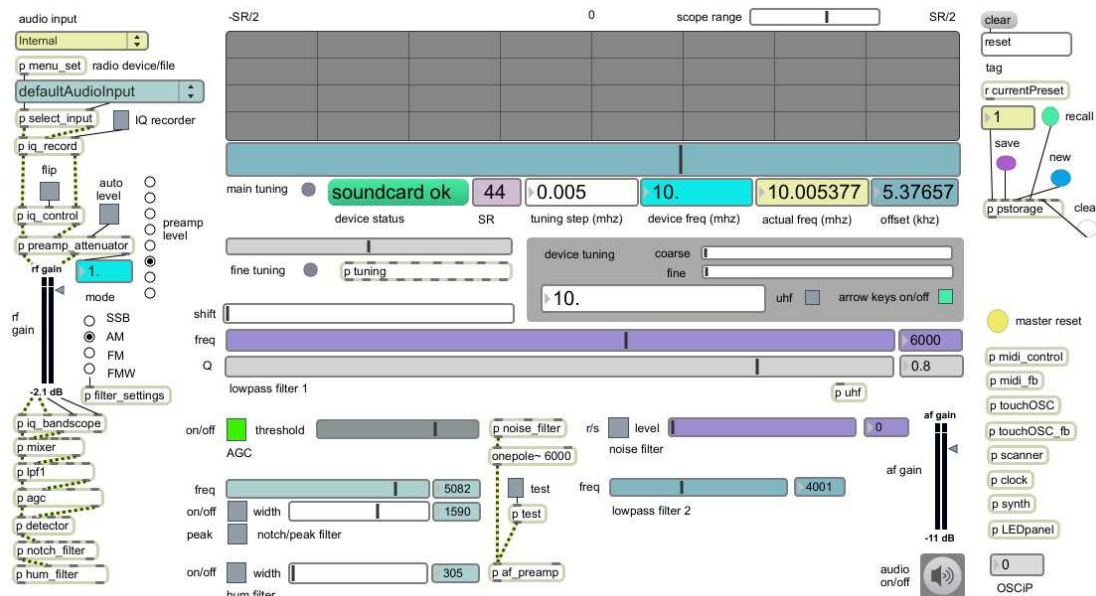 audio input
-SR/2
0
scope range
SR/2
clear
Internal
reset
p menu_set
radio device/file
tag
defaultAudioInput
r currentPreset
p select_input
IQ recorder
1
recall
p iq_record
save
flip
auto
level
new
main tuning
soundcard ok
44
0.005
10.
10.005377
5.37657
p iq_control
preamp
level
device status
SR
tuning step (mhz)
device freq (mhz)
actual freq (mhz)
offset (khz)
p pstorage
clea
p preamp_attenuator
rf gain
1.
fine tuning
p tuning
device tuning
coarse
fine
mode
10.
uhf
arrow keys on/off
rf
gain
SSB
AM
FM
FMW
shift
master reset
freq
6000
p midi_control
Q
0.8
-2.1 dB
p filter_settings
lowpass filter 1
p uhf
p midi_fb
p touchOSC
p iq_bandscope
on/off
threshold
AGC
p noise_filter
r/s
level
0
noise filter
af gain
p touchOSC_fb
p mixer
onepole~ 6000
p scanner
p lpf1
af gain
p clock
p agc
freq
5082
test
freq
4001
p synth
on/off
width
1590
p test
lowpass filter 2
p detector
peak
notch/peak filter
p LEDpanel
-11 dB
p notch_filter
p hum_filter
on/off
width
305
p af_preamp
audio
on/off
0
OSCiP
hum filter